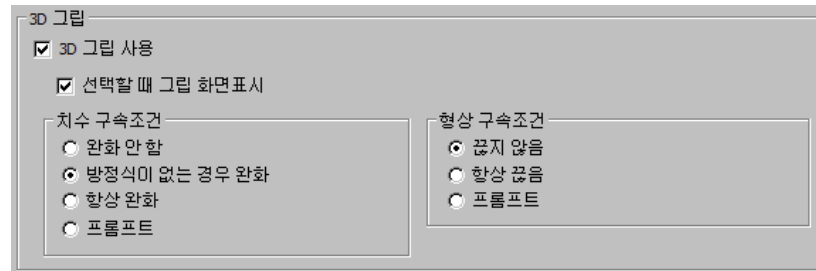 3D 그립
3D 그립 사용
선택할 때 그립 화면표시
치수 구속조건
완화 안 함
방정식이 없는 경우 완화
항상 완화
프롬프트
형상 구속조건
끊지 않음
항상 끊음
프롬프트